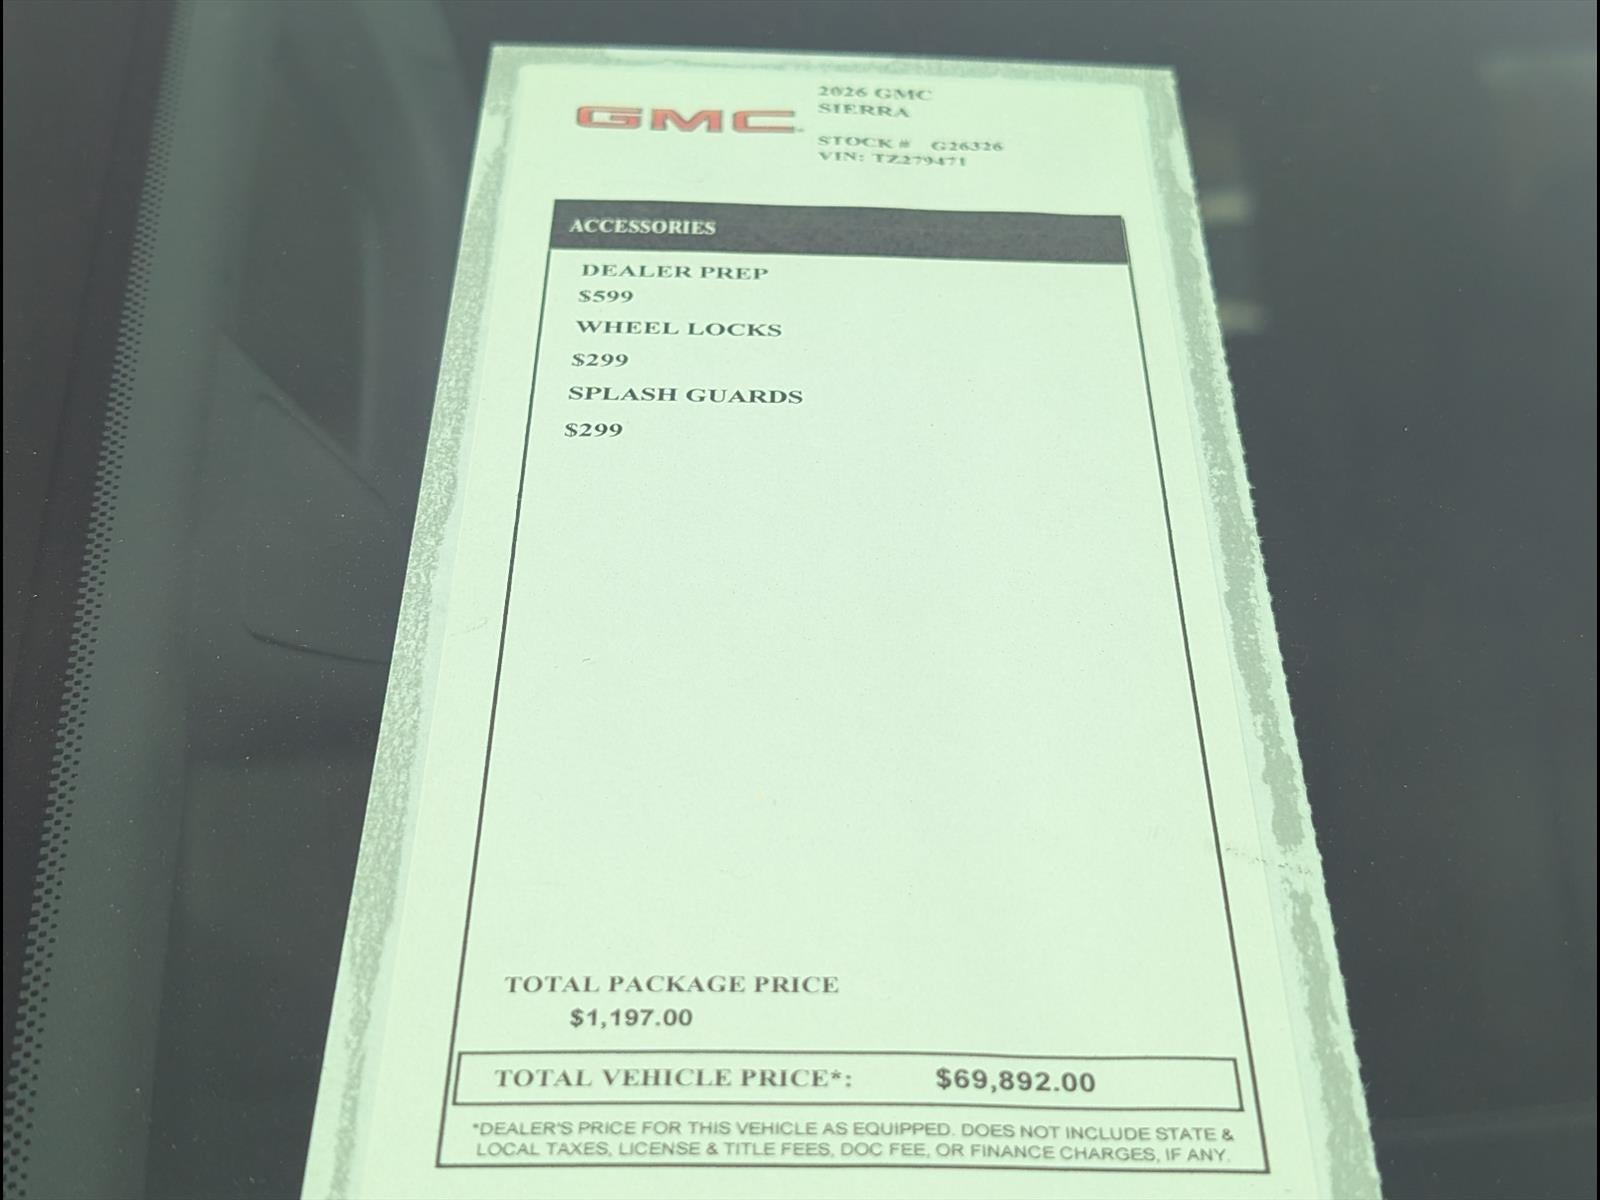 GMC
2026 GMC
SIERRA
STOCK # G26326
VIN: TZ279471
ACCESSORIES
DEALER PREP
$599
WHEEL LOCKS
$299
SPLASH GUARDS
$299
TOTAL PACKAGE PRICE
$1,197.00
TOTAL VEHICLE PRICE*: $69,892.00
*DEALER'S PRICE FOR THIS VEHICLE AS EQUIPPED. DOES NOT INCLUDE STATE &
LOCAL TAXES, LICENSE & TITLE FEES, DOC FEE, OR FINANCE CHARGES, IF ANY.